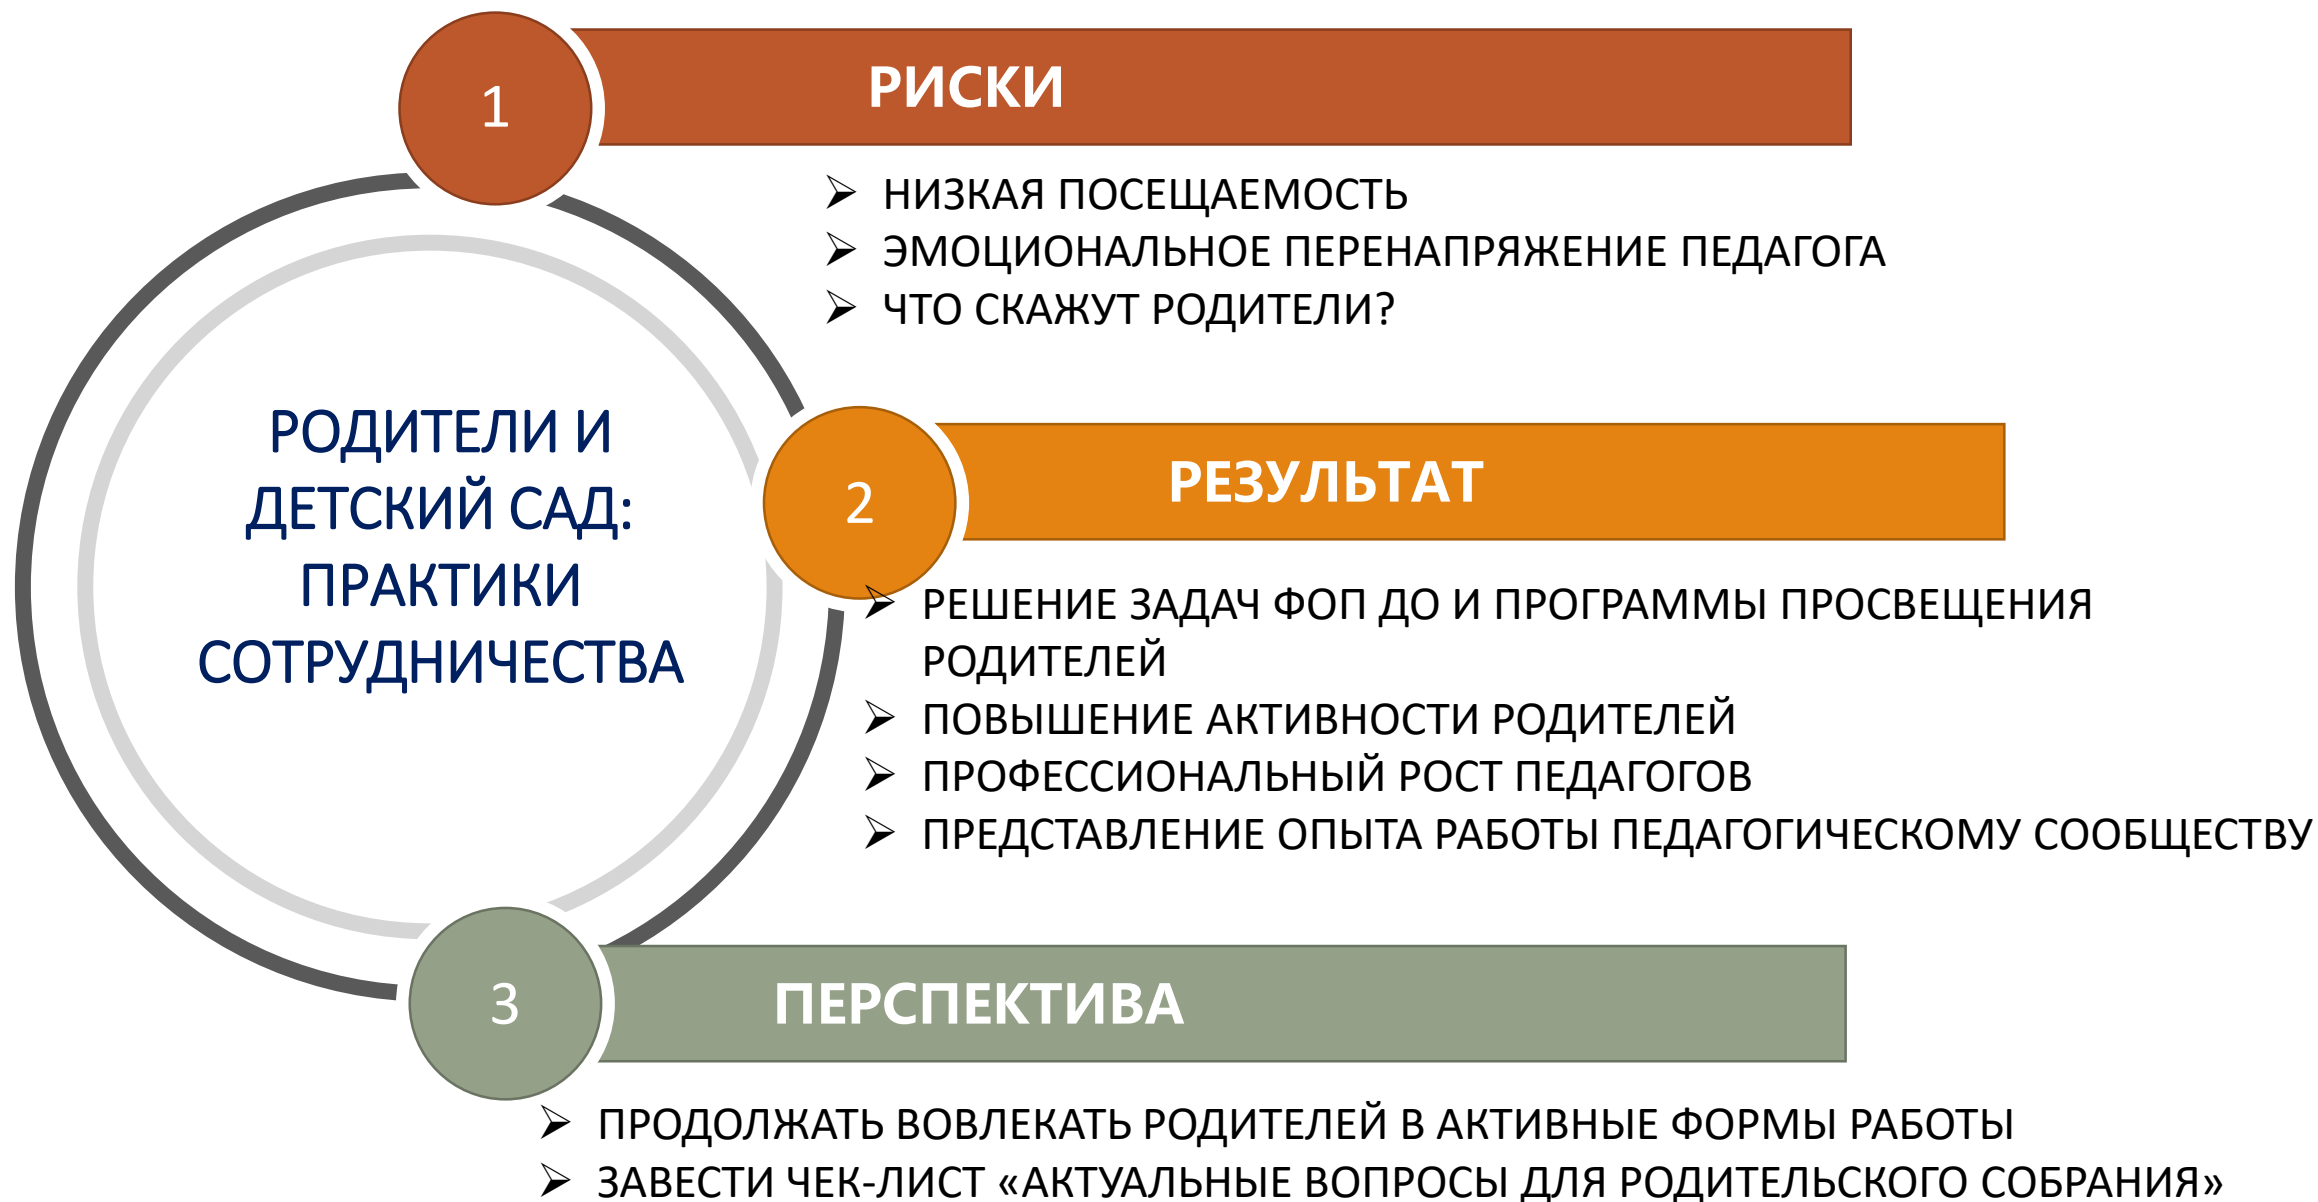 1
РИСКИ
➢ НИЗКАЯ ПОСЕЩАЕМОСТЬ
➢ ЭМОЦИОНАЛЬНОЕ ПЕРЕНАПРЯЖЕНИЕ ПЕДАГОГА
➢ ЧТО СКАЖУТ РОДИТЕЛИ?
РОДИТЕЛИ И
ДЕТСКИЙ САД:
ПРАКТИКИ
СОТРУДНИЧЕСТВА
2
РЕЗУЛЬТАТ
➢ РЕШЕНИЕ ЗАДАЧ ФОП ДО И ПРОГРАММЫ ПРОСВЕЩЕНИЯ
РОДИТЕЛЕЙ
➢ ПОВЫШЕНИЕ АКТИВНОСТИ РОДИТЕЛЕЙ
➢ ПРОФЕССИОНАЛЬНЫЙ РОСТ ПЕДАГОГОВ
➢ ПРЕДСТАВЛЕНИЕ ОПЫТА РАБОТЫ ПЕДАГОГИЧЕСКОМУ СООБЩЕСТВУ
3
ПЕРСПЕКТИВА
➢ ПРОДОЛЖАТЬ ВОВЛЕКАТЬ РОДИТЕЛЕЙ В АКТИВНЫЕ ФОРМЫ РАБОТЫ
➢ ЗАВЕСТИ ЧЕК-ЛИСТ «АКТУАЛЬНЫЕ ВОПРОСЫ ДЛЯ РОДИТЕЛЬСКОГО СОБРАНИЯ»